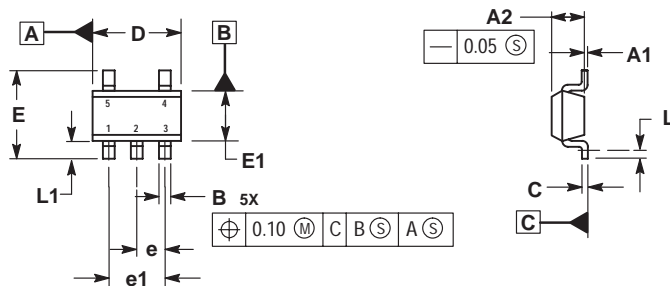 A
D
B
A2
— 0.05 Ⓢ
A1
E
5 4
1 2 3
L
L1
E1
B 5X
C
⌖ 0.10 Ⓜ C B Ⓢ A Ⓢ
C
e
e1